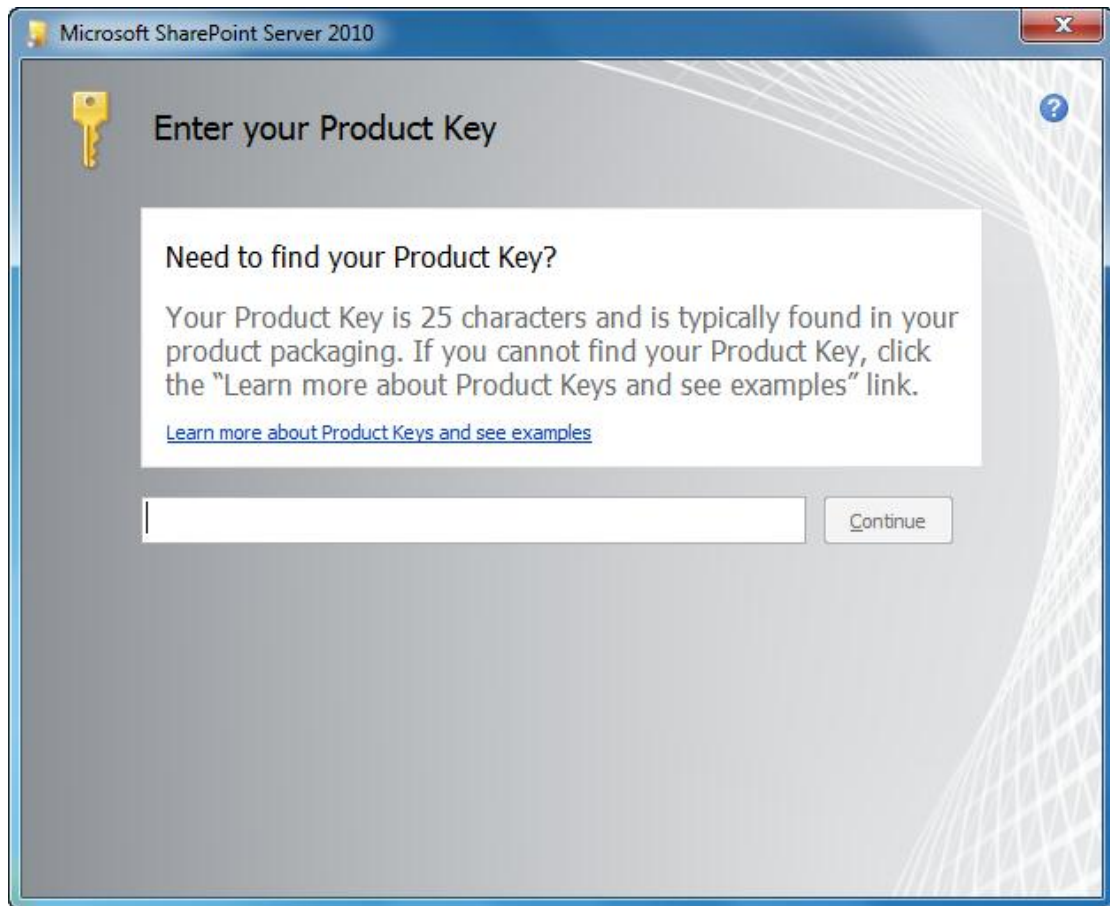 Microsoft SharePoint Server 2010
Enter your Product Key
Need to find your Product Key?
Your Product Key is 25 characters and is typically found in your
product packaging. If you cannot find your Product Key, click
the “Learn more about Product Keys and see examples” link.
Learn more about Product Keys and see examples
Continue